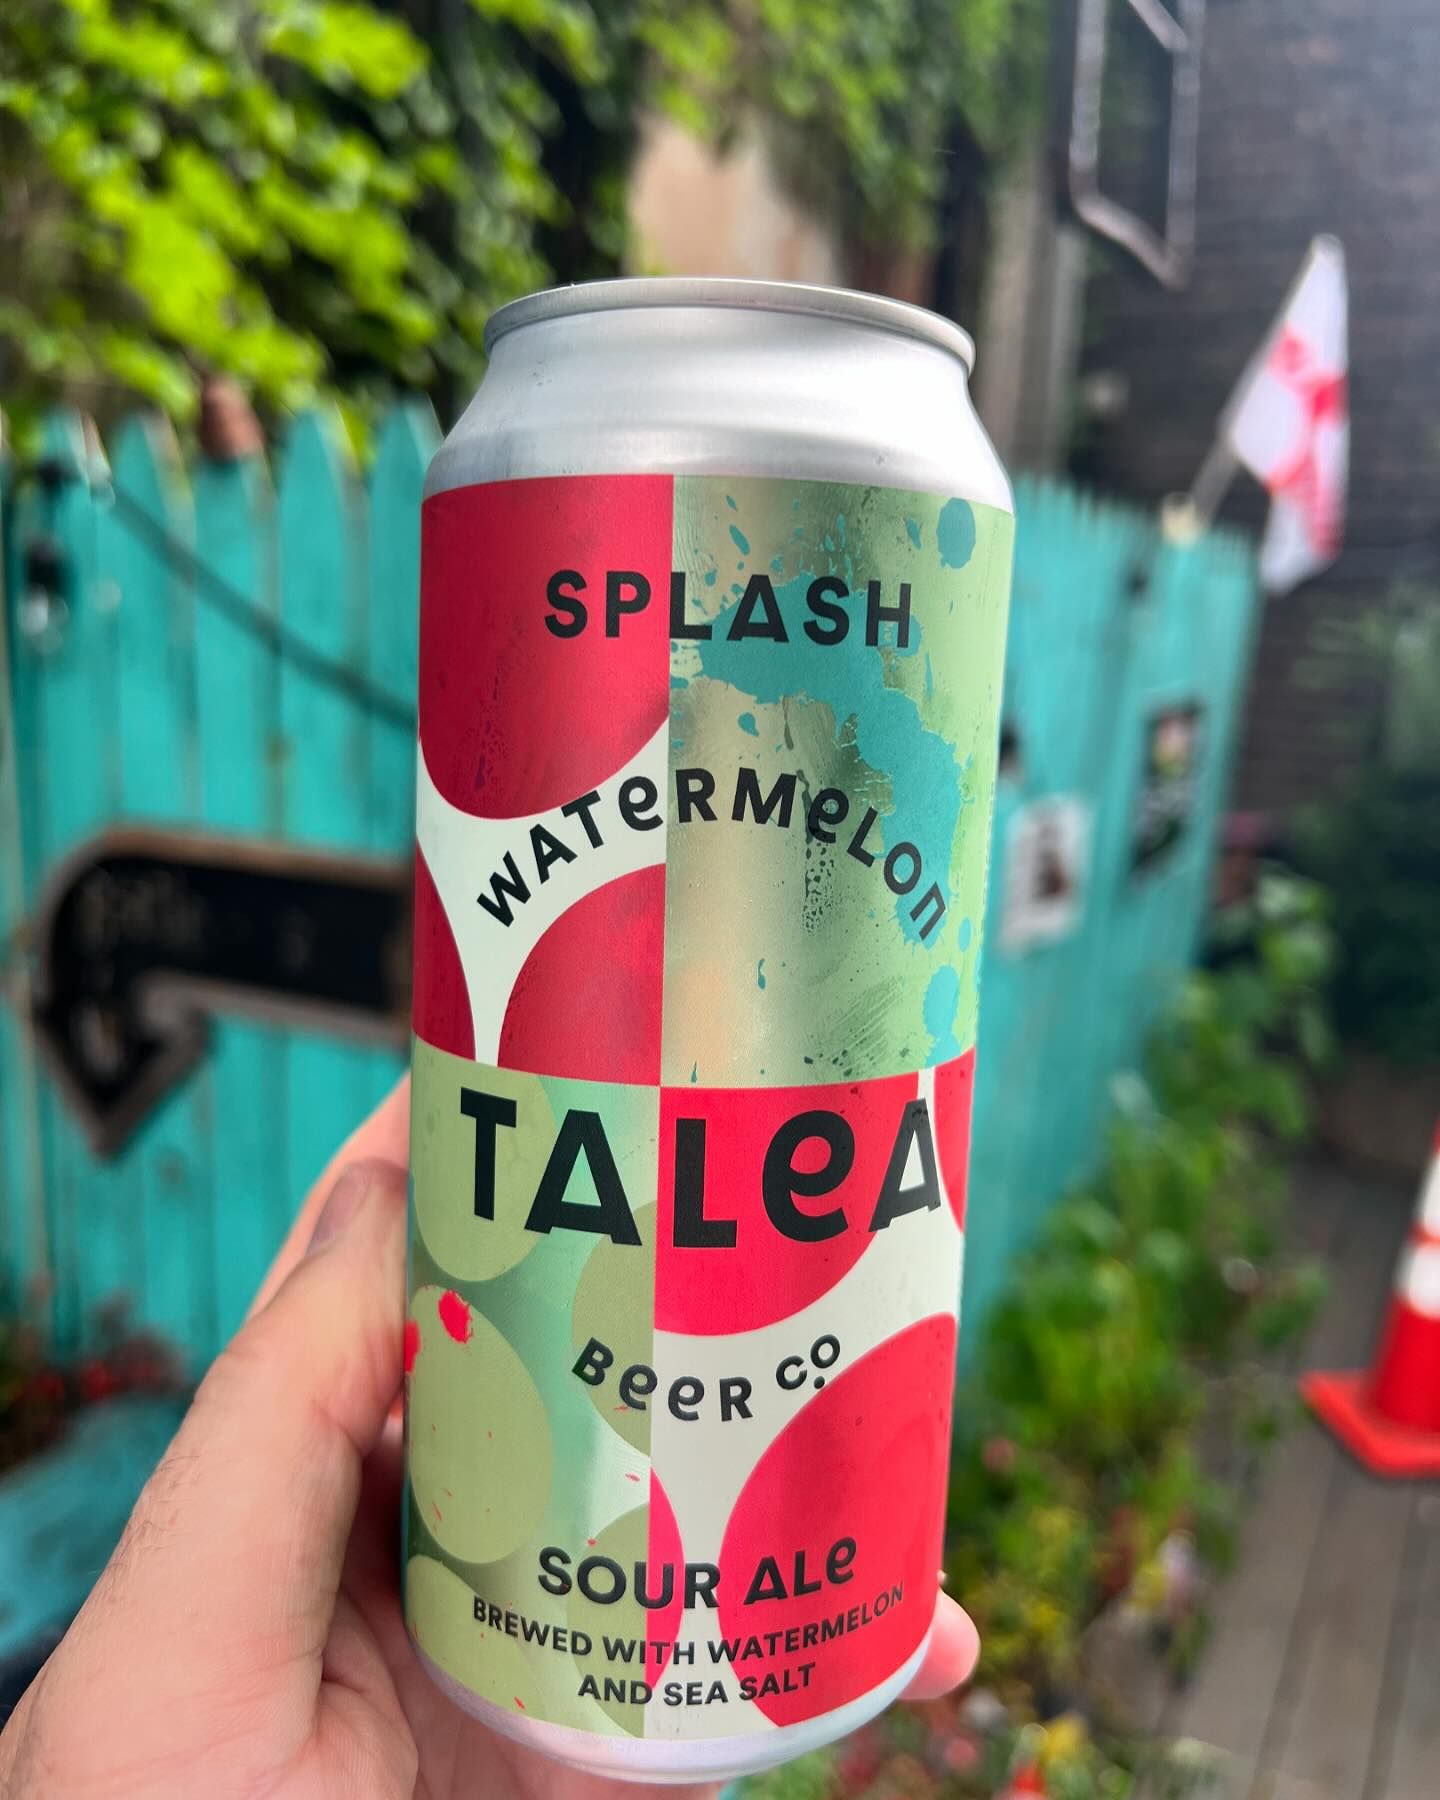 SPLASH
WATERMELON
TALEA
BEER CO.
SOUR ALE
BREWED WITH WATERMELON
AND SEA SALT